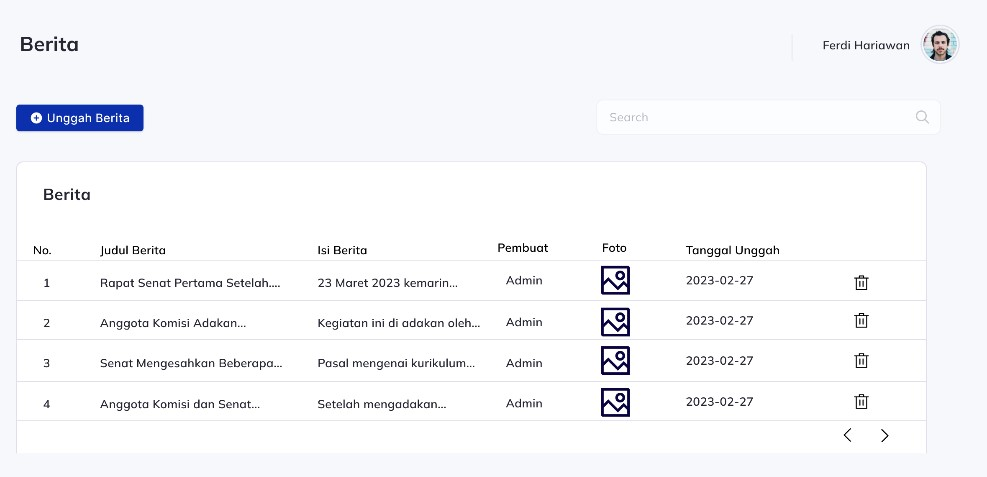 Berita
Ferdi Hariawan
Unggah Berita
Search
Berita
No. Judul Berita Isi Berita Pembuat Foto Tanggal Unggah
1 Rapat Senat Pertama Setelah.... 23 Maret 2023 kemarin... Admin 2023-02-27
2 Anggota Komisi Adakan... Kegiatan ini di adakan oleh... Admin 2023-02-27
3 Senat Mengesahkan Beberapa... Pasal mengenai kurikulum... Admin 2023-02-27
4 Anggota Komisi dan Senat... Setelah mengadakan... Admin 2023-02-27